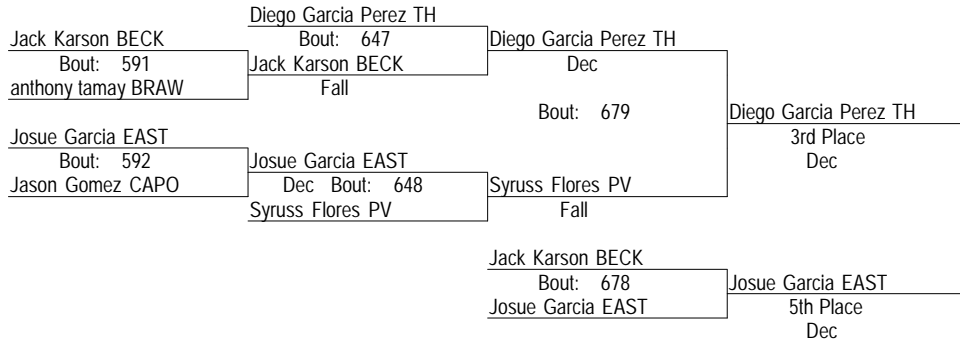 Diego Garcia Perez TH
Jack Karson BECK
Bout: 647
Diego Garcia Perez TH
Bout: 591
Jack Karson BECK
Dec
anthony tamay BRAW
Fall
Bout: 679
Diego Garcia Perez TH
Josue Garcia EAST
3rd Place
Bout: 592
Josue Garcia EAST
Dec
Jason Gomez CAPO
Dec Bout: 648
Syruss Flores PV
Syruss Flores PV
Fall
Jack Karson BECK
Bout: 678
Josue Garcia EAST
Josue Garcia EAST
5th Place
Dec